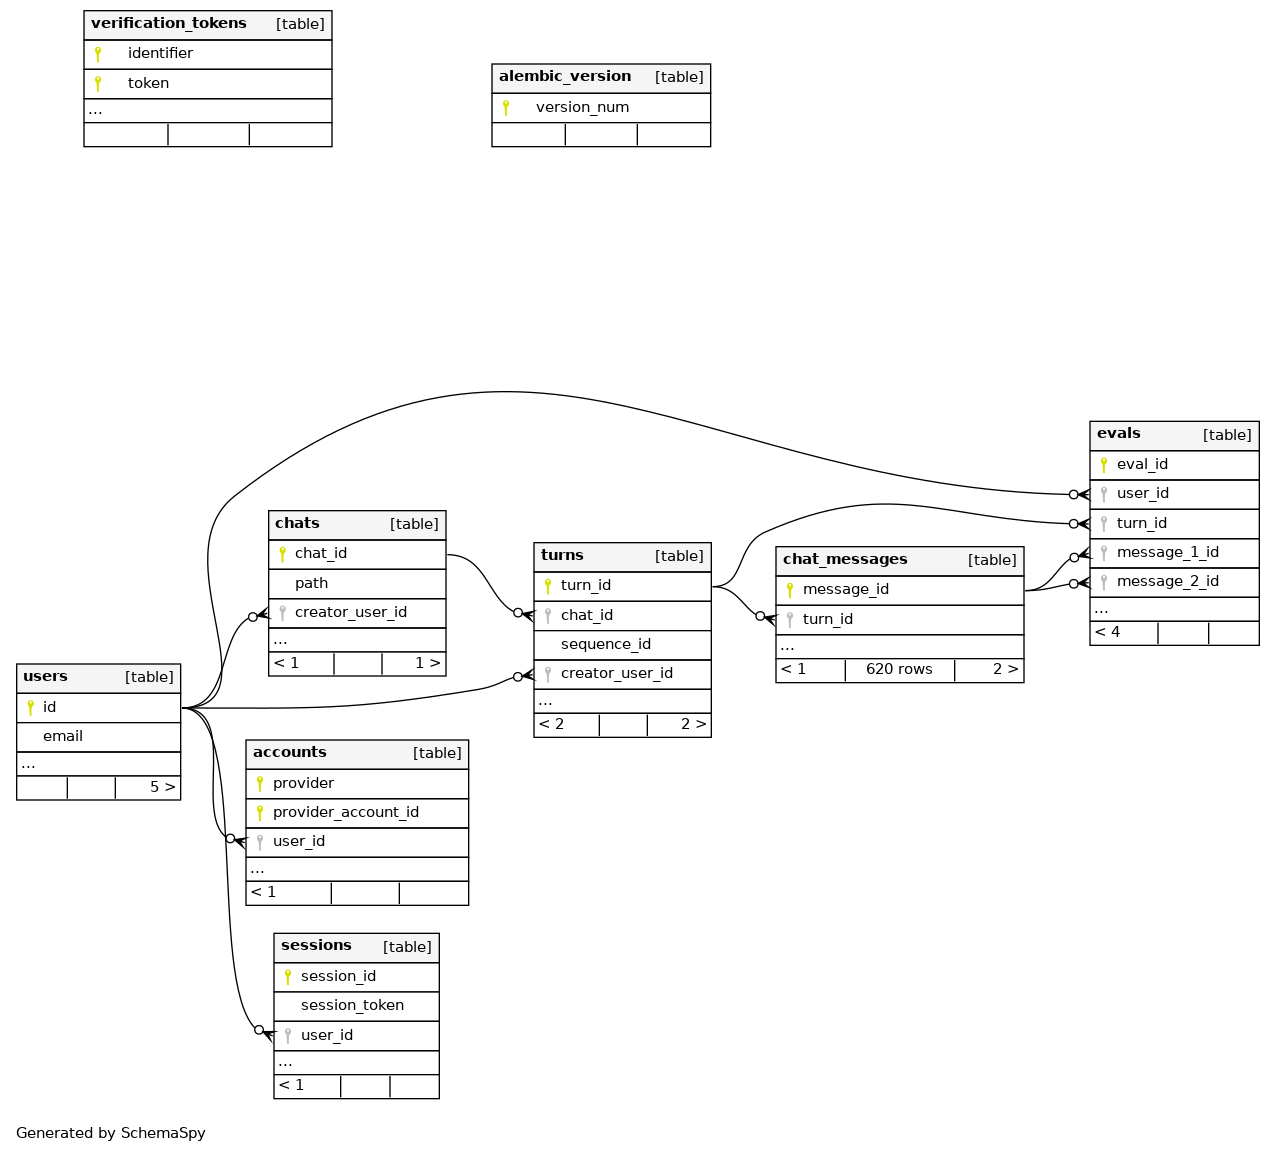 verification_tokens [table]
identifier
token
...
alembic_version [table]
version_num
evals [table]
eval_id
user_id
turn_id
message_1_id
message_2_id
...
< 4
chats [table]
chat_id
path
creator_user_id
...
< 1 1 >
turns [table]
turn_id
chat_id
sequence_id
creator_user_id
...
< 2 2 >
chat_messages [table]
message_id
turn_id
...
< 1 620 rows 2 >
users [table]
id
email
...
5 >
accounts [table]
provider
provider_account_id
user_id
...
< 1
sessions [table]
session_id
session_token
user_id
...
< 1
Generated by SchemaSpy